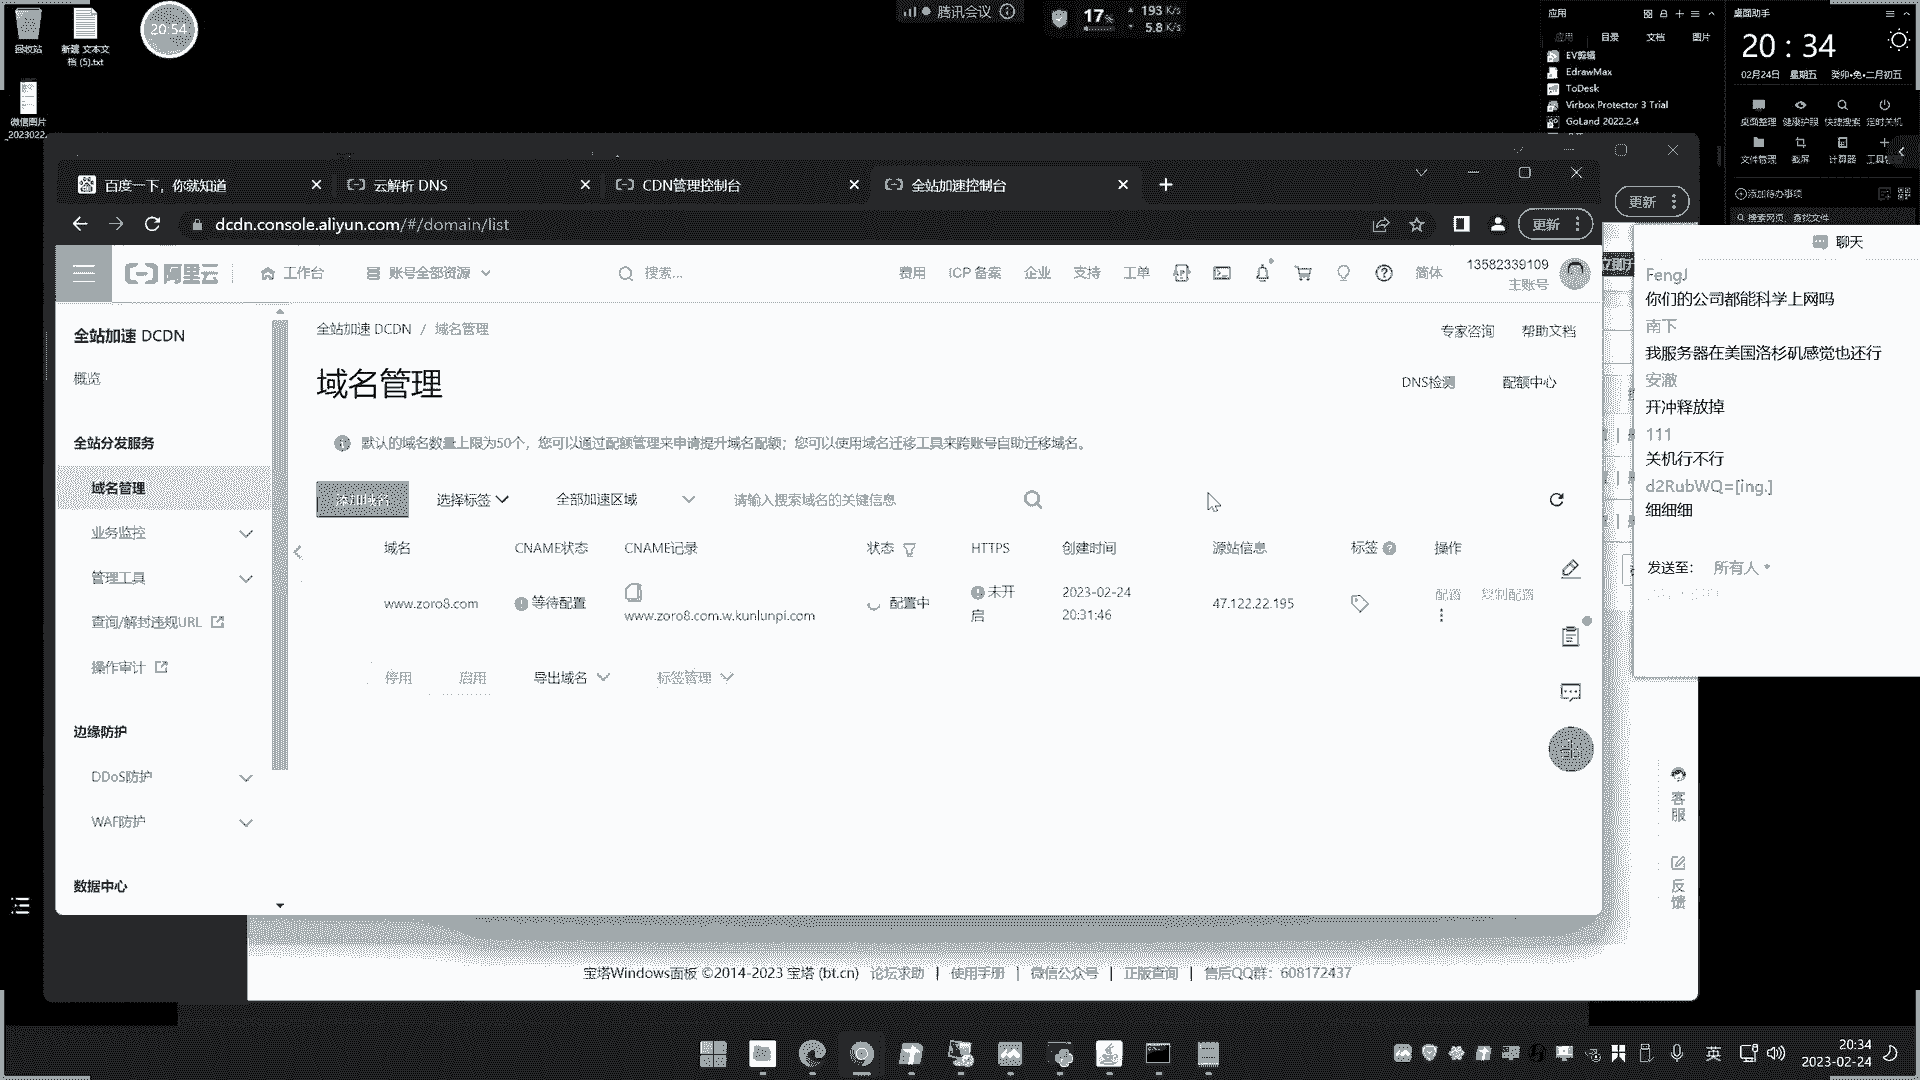 回收站
新建 文本文
档 (5).txt
微信图片
_2023022...
20:54
腾讯会议
17%
193 K/s
5.8 K/s
应用
应用 目录 文档 图片
EV剪辑
EdrawMax
ToDesk
Virbox Protector 3 Trial
GoLand 2022.2.4
桌面助手
20 : 34
02月24日 星期五 癸卯•兔•二月初五
桌面整理 健康护眼 快捷搜索 定时关机
文件管理 截屏 计算器
添加待办事项
搜索网页、查找文件
更新
百度一下，你就知道
云解析 DNS
CDN管理控制台
全站加速控制台
dcdn.console.aliyun.com/#/domain/list
更新
阿里云
工作台
账号全部资源
搜索...
费用 ICP 备案 企业 支持 工单 简体
13582339109
主账号
全站加速 DCDN
概览
全站分发服务
域名管理
业务监控
管理工具
查询/解封违规URL
操作审计
边缘防护
DDoS防护
WAF防护
数据中心
全站加速 DCDN / 域名管理
专家咨询 帮助文档
域名管理
DNS检测 配额中心
默认的域名数量上限为50个，您可以通过配额管理来申请提升域名配额；您可以使用域名迁移工具来跨账号自助迁移域名。
添加域名 选择标签 全部加速区域 请输入搜索域名的关键信息
域名 CNAME状态 CNAME记录 状态 HTTPS 创建时间 源站信息 标签 操作
www.zoro8.com 等待配置 www.zoro8.com.w.kunlunpi.com 配置中 未开启 2023-02-24 20:31:46 47.122.22.195 配置 复制配置
停用 启用 导出域名 标签管理
聊天
FengJ
你们的公司都能科学上网吗
南下
我服务器在美国洛杉矶感觉也还行
安澈
开冲释放掉
111
关机行不行
d2RubWQ=[ing.]
细细细
发送至： 所有人
客服
反馈
宝塔Windows面板 ©2014-2023 宝塔 (bt.cn) 论坛求助 | 使用手册 | 微信公众号 | 正版查询 | 售后QQ群：608172437
英
20:34
2023-02-24